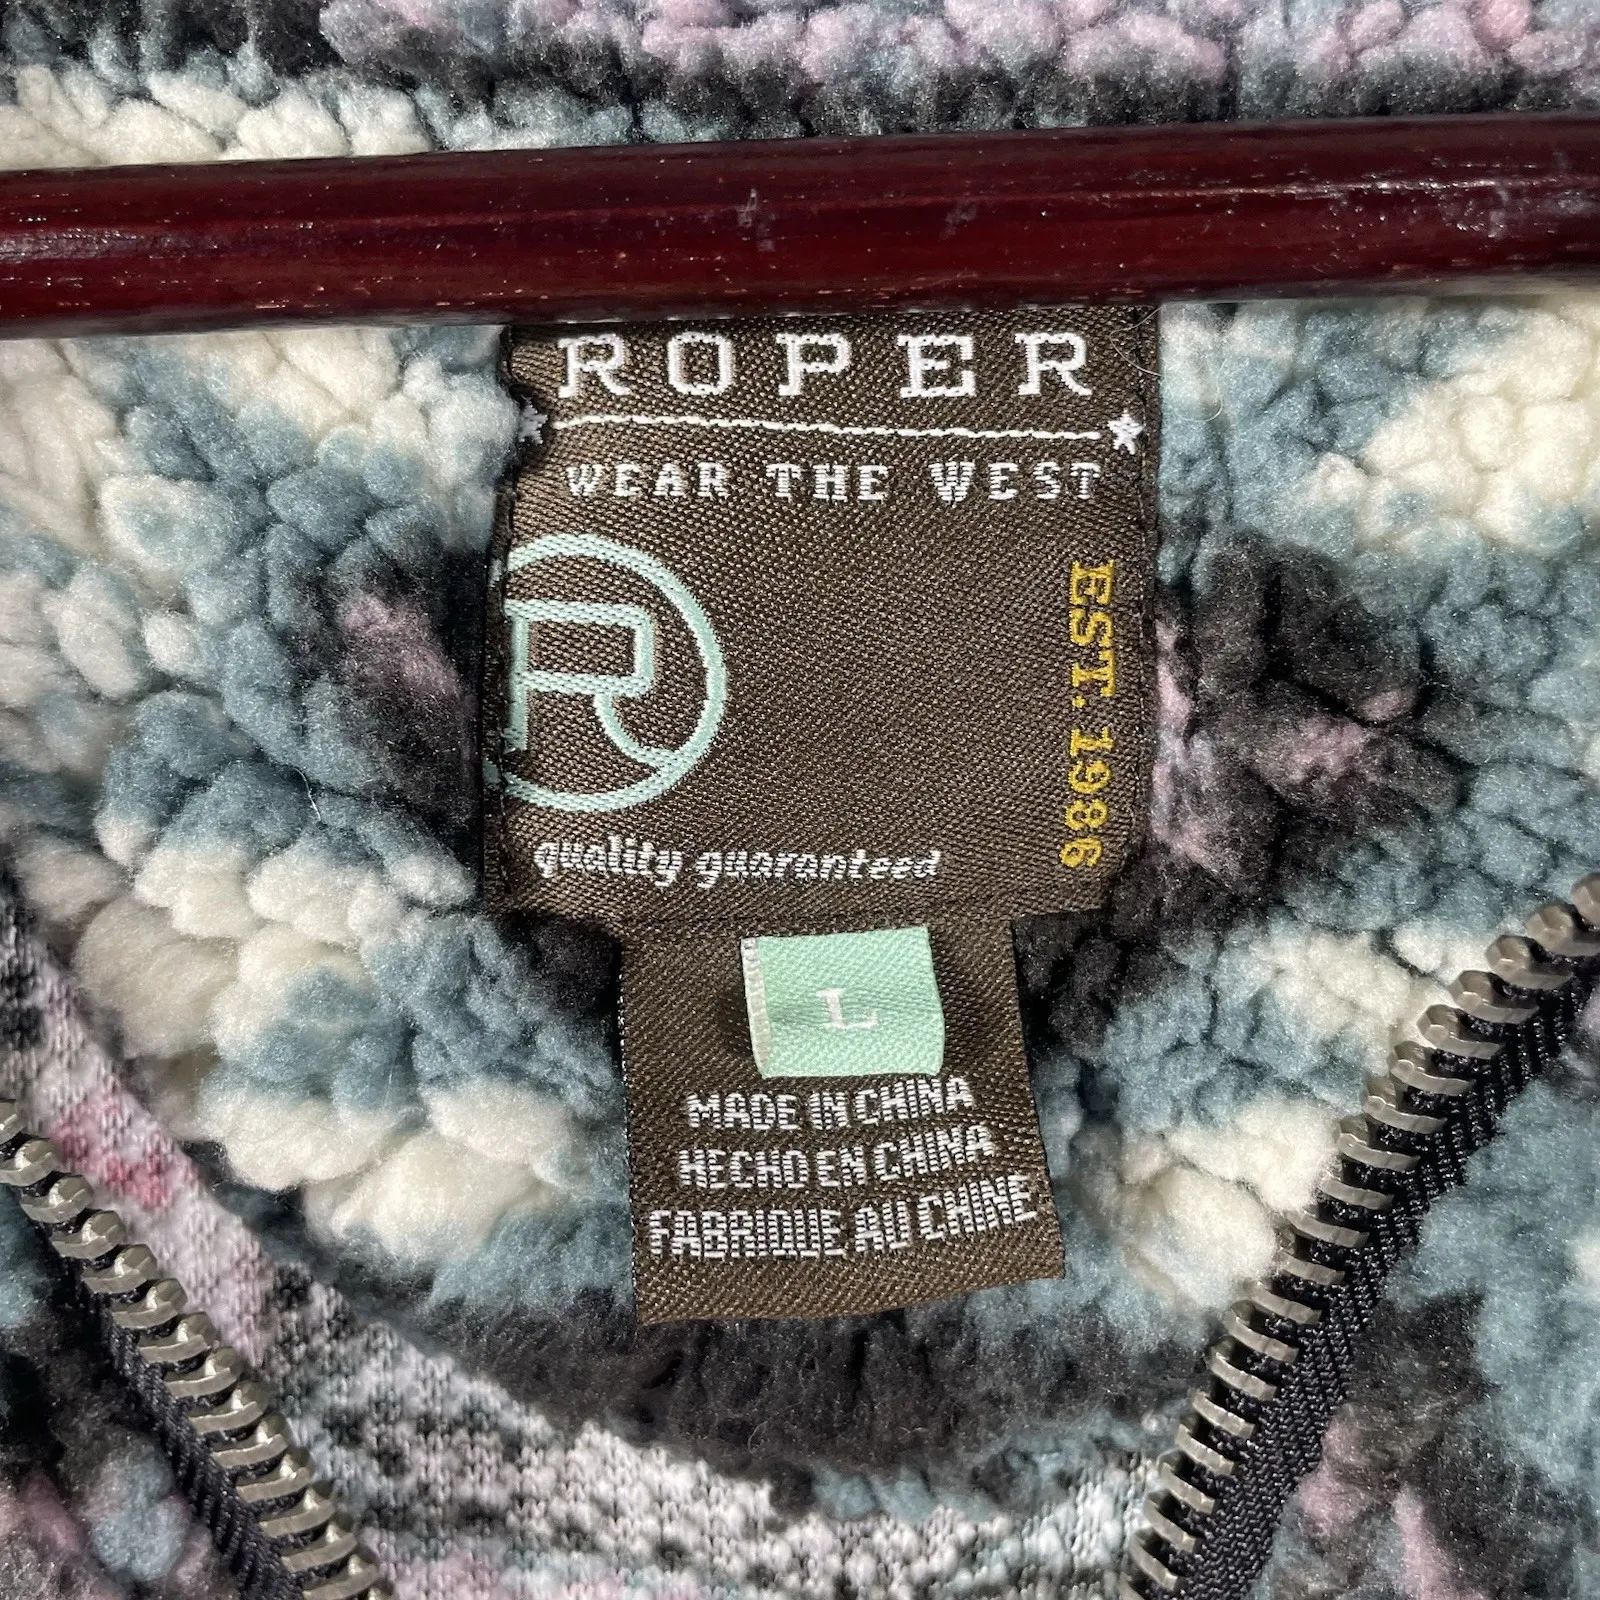 ROPER
WEAR THE WEST
R
EST. 1986
quality guaranteed
L
MADE IN CHINA
HECHO EN CHINA
FABRIQUE AU CHINE